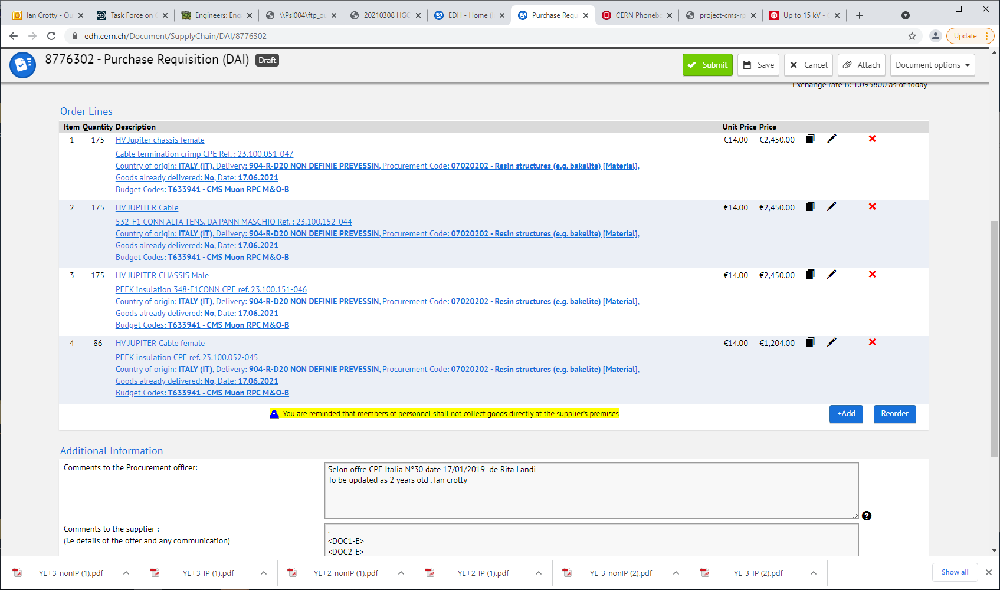 Ian Crotty - Ou
Task Force on
Engineers: Eng
\\Psl004\ftp_ou
20210308 HGC
EDH - Home (
Purchase Requ
CERN Phoneb
project-cms-rp
Up to 15 kV -
edh.cern.ch/Document/SupplyChain/DAI/8776302
Update
8776302 - Purchase Requisition (DAI) Draft
Submit Save Cancel Attach Document options
Exchange rate B: 1.093800 as of today
Order Lines
Item Quantity Description Unit Price Price
1 175 HV Jupiter chassis female €14.00 €2,450.00
Cable termination crimp CPE Ref. : 23.100.051-047
Country of origin: ITALY (IT), Delivery: 904-R-D20 NON DEFINIE PREVESSIN, Procurement Code: 07020202 - Resin structures (e.g. bakelite) [Material],
Goods already delivered: No, Date: 17.06.2021
Budget Codes: T633941 - CMS Muon RPC M&O-B
2 175 HV JUPITER Cable €14.00 €2,450.00
532-F1 CONN ALTA TENS. DA PANN MASCHIO Ref. : 23.100.152-044
Country of origin: ITALY (IT), Delivery: 904-R-D20 NON DEFINIE PREVESSIN, Procurement Code: 07020202 - Resin structures (e.g. bakelite) [Material],
Goods already delivered: No, Date: 17.06.2021
Budget Codes: T633941 - CMS Muon RPC M&O-B
3 175 HV JUPITER CHASSIS Male €14.00 €2,450.00
PEEK insulation 348-F1CONN CPE ref. 23.100.151-046
Country of origin: ITALY (IT), Delivery: 904-R-D20 NON DEFINIE PREVESSIN, Procurement Code: 07020202 - Resin structures (e.g. bakelite) [Material],
Goods already delivered: No, Date: 17.06.2021
Budget Codes: T633941 - CMS Muon RPC M&O-B
4 86 HV JUPITER Cable female €14.00 €1,204.00
PEEK insulation CPE ref. 23.100.052-045
Country of origin: ITALY (IT), Delivery: 904-R-D20 NON DEFINIE PREVESSIN, Procurement Code: 07020202 - Resin structures (e.g. bakelite) [Material],
Goods already delivered: No, Date: 17.06.2021
Budget Codes: T633941 - CMS Muon RPC M&O-B
You are reminded that members of personnel shall not collect goods directly at the supplier's premises
+Add Reorder
Additional Information
Comments to the Procurement officer:
Selon offre CPE Italia N°30 date 17/01/2019 de Rita Landi
To be updated as 2 years old . Ian crotty
Comments to the supplier :
(i.e details of the offer and any communication)
.
<DOC1-E>
<DOC2-E>
YE+3-nonIP (1).pdf
YE+3-IP (1).pdf
YE+2-nonIP (1).pdf
YE+2-IP (1).pdf
YE-3-nonIP (2).pdf
YE-3-IP (2).pdf
Show all